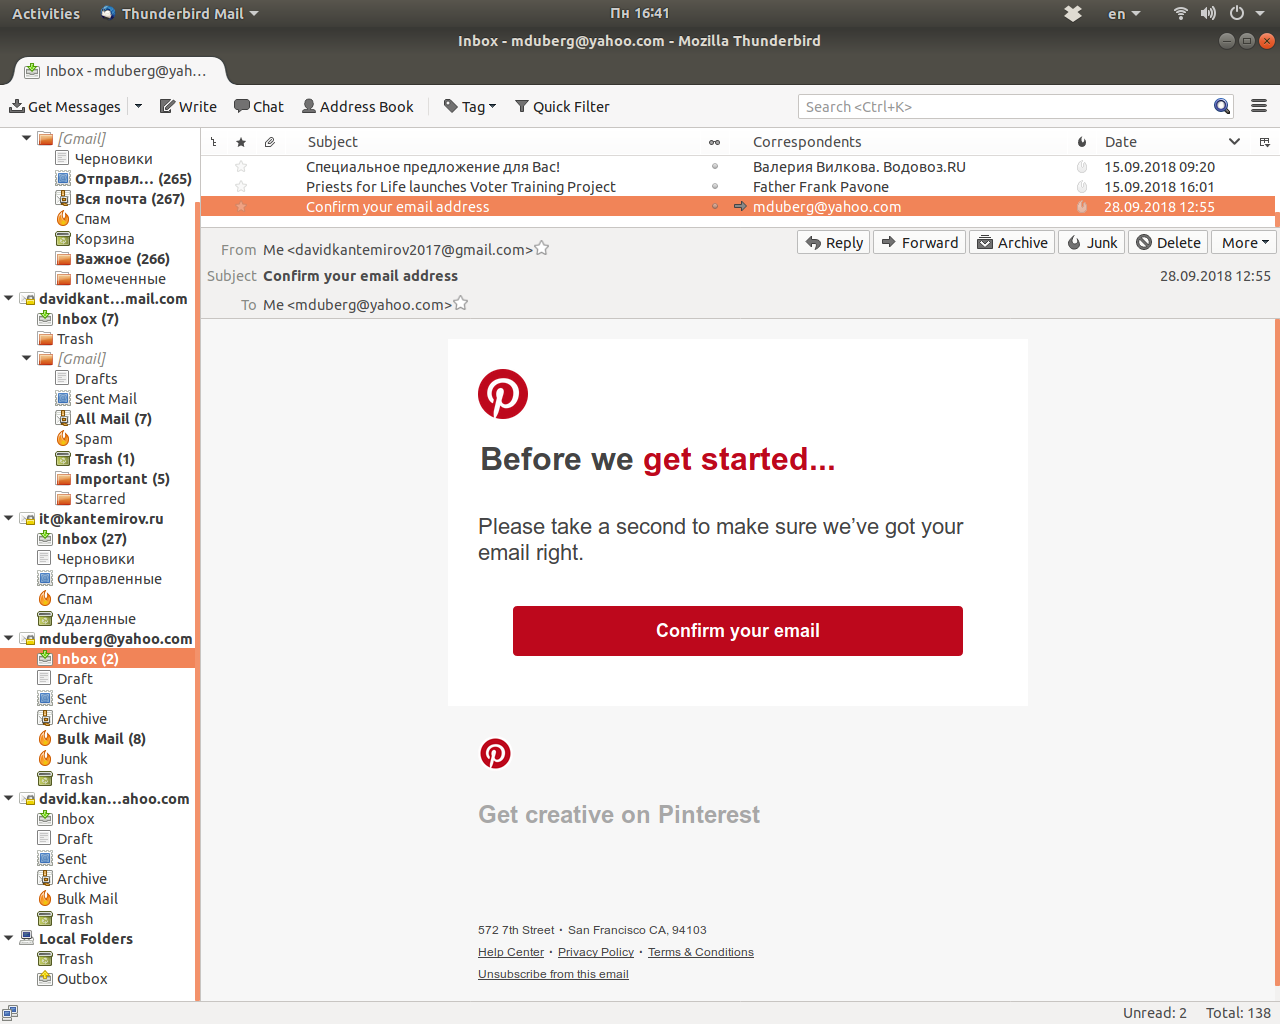 Activities Thunderbird Mail Пн 16:41 en
Inbox - mduberg@yahoo.com - Mozilla Thunderbird
Inbox - mduberg@yah...
Get Messages Write Chat Address Book Tag Quick Filter Search <Ctrl+K>
[Gmail]
Черновики
Отправл... (265)
Вся почта (267)
Спам
Корзина
Важное (266)
Помеченные
davidkant...mail.com
Inbox (7)
Trash
[Gmail]
Drafts
Sent Mail
All Mail (7)
Spam
Trash (1)
Important (5)
Starred
it@kantemirov.ru
Inbox (27)
Черновики
Отправленные
Спам
Удаленные
mduberg@yahoo.com
Inbox (2)
Draft
Sent
Archive
Bulk Mail (8)
Junk
Trash
david.kan...ahoo.com
Inbox
Draft
Sent
Archive
Bulk Mail
Trash
Local Folders
Trash
Outbox
Subject Correspondents Date
Специальное предложение для Вас! Валерия Вилкова. Водовоз.RU 15.09.2018 09:20
Priests for Life launches Voter Training Project Father Frank Pavone 15.09.2018 16:01
Confirm your email address mduberg@yahoo.com 28.09.2018 12:55
From Me <davidkantemirov2017@gmail.com> Reply Forward Archive Junk Delete More
Subject Confirm your email address 28.09.2018 12:55
To Me <mduberg@yahoo.com>
Before we get started...
Please take a second to make sure we’ve got your
email right.
Confirm your email
Get creative on Pinterest
572 7th Street • San Francisco CA, 94103
Help Center • Privacy Policy • Terms & Conditions
Unsubscribe from this email
Unread: 2 Total: 138